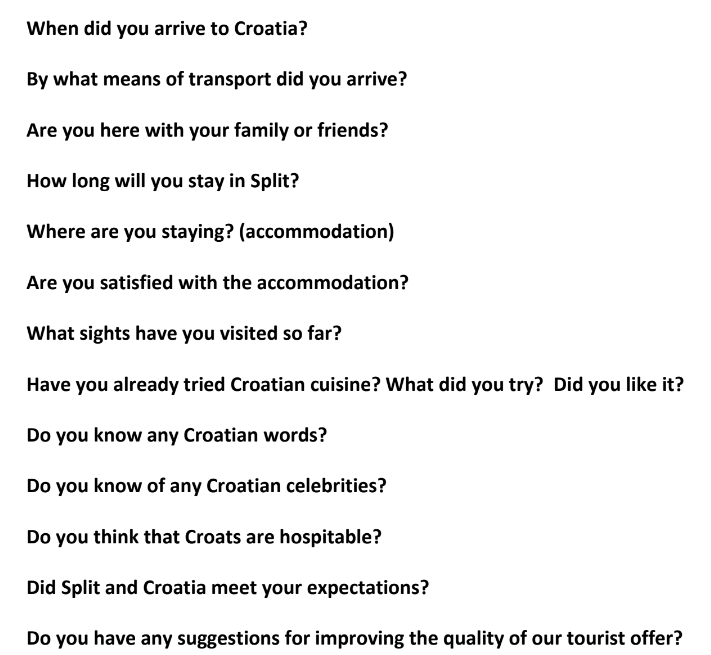 When did you arrive to Croatia?
By what means of transport did you arrive?
Are you here with your family or friends?
How long will you stay in Split?
Where are you staying? (accommodation)
Are you satisfied with the accommodation?
What sights have you visited so far?
Have you already tried Croatian cuisine? What did you try?  Did you like it?
Do you know any Croatian words?
Do you know of any Croatian celebrities?
Do you think that Croats are hospitable?
Did Split and Croatia meet your expectations?
Do you have any suggestions for improving the quality of our tourist offer?